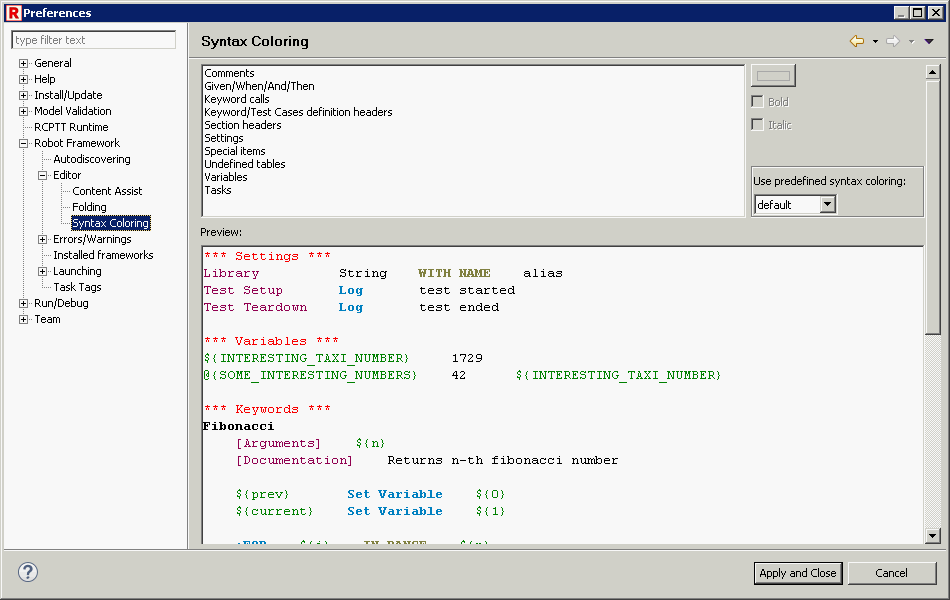 R Preferences
type filter text
General
Help
Install/Update
Model Validation
RCPTT Runtime
Robot Framework
Autodiscovering
Editor
Content Assist
Folding
Syntax Coloring
Errors/Warnings
Installed frameworks
Launching
Task Tags
Run/Debug
Team
Syntax Coloring
Comments
Given/When/And/Then
Keyword calls
Keyword/Test Cases definition headers
Section headers
Settings
Special items
Undefined tables
Variables
Tasks
Bold
Italic
Use predefined syntax coloring:
default
Preview:
*** Settings ***
Library String WITH NAME alias
Test Setup Log test started
Test Teardown Log test ended
*** Variables ***
${INTERESTING_TAXI_NUMBER} 1729
@{SOME_INTERESTING_NUMBERS} 42 ${INTERESTING_TAXI_NUMBER}
*** Keywords ***
Fibonacci
[Arguments] ${n}
[Documentation] Returns n-th fibonacci number
${prev} Set Variable ${0}
${current} Set Variable ${1}
:FOR ${i} IN RANGE ${n}
?
Apply and Close
Cancel